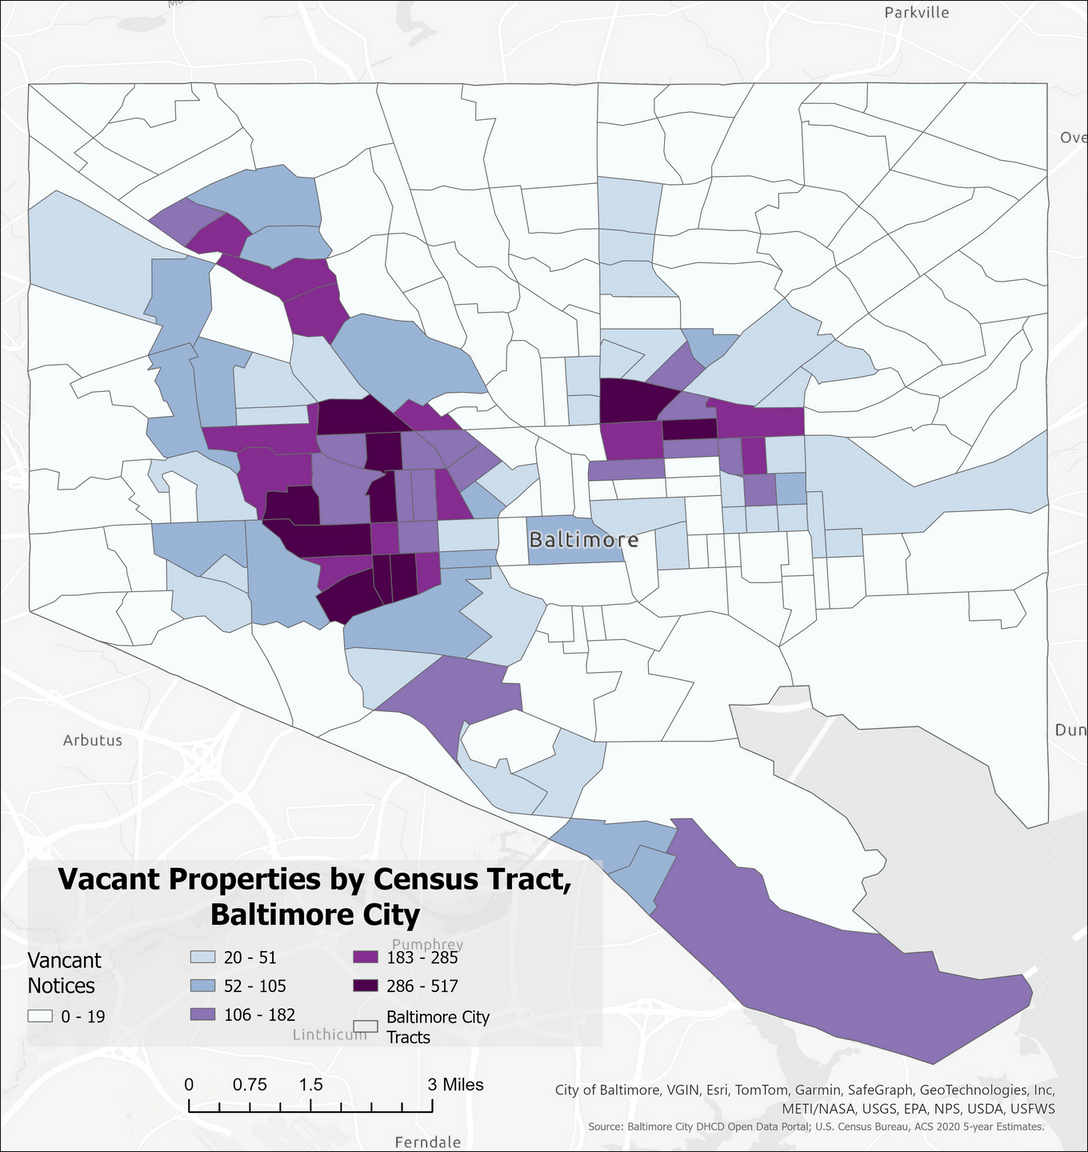 Parkville
Ove
Baltimore
Arbutus
Dun
Vacant Properties by Census Tract,
Baltimore City
Pumphrey
Vancant
Notices
0 - 19
20 - 51
52 - 105
106 - 182
183 - 285
286 - 517
Baltimore City
Tracts
Linthicum
0 0.75 1.5 3 Miles
City of Baltimore, VGIN, Esri, TomTom, Garmin, SafeGraph, GeoTechnologies, Inc,
METI/NASA, USGS, EPA, NPS, USDA, USFWS
Source: Baltimore City DHCD Open Data Portal; U.S. Census Bureau, ACS 2020 5-year Estimates.
Ferndale